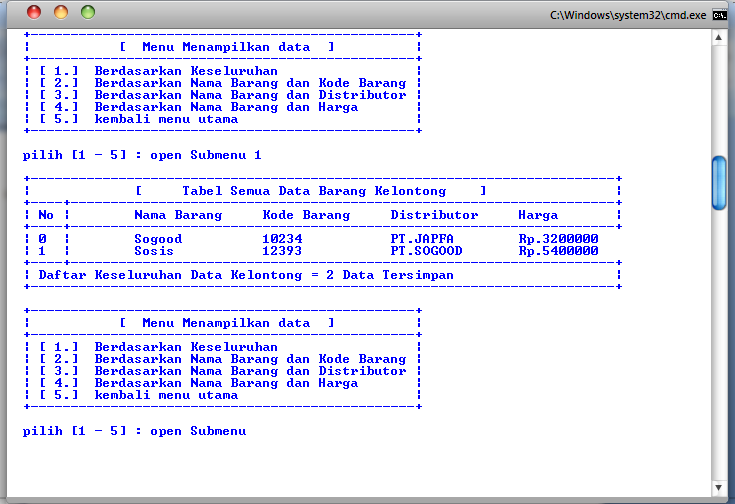 C:\Windows\system32\cmd.exe
[ Menu Menampilkan data ]
[ 1.] Berdasarkan Keseluruhan
[ 2.] Berdasarkan Nama Barang dan Kode Barang
[ 3.] Berdasarkan Nama Barang dan Distributor
[ 4.] Berdasarkan Nama Barang dan Harga
[ 5.] kembali menu utama
pilih [1 - 5] : open Submenu 1
[ Tabel Semua Data Barang Kelontong ]
No Nama Barang Kode Barang Distributor Harga
0 Sogood 10234 PT.JAPFA Rp.3200000
1 Sosis 12393 PT.SOGOOD Rp.5400000
Daftar Keseluruhan Data Kelontong = 2 Data Tersimpan
[ Menu Menampilkan data ]
[ 1.] Berdasarkan Keseluruhan
[ 2.] Berdasarkan Nama Barang dan Kode Barang
[ 3.] Berdasarkan Nama Barang dan Distributor
[ 4.] Berdasarkan Nama Barang dan Harga
[ 5.] kembali menu utama
pilih [1 - 5] : open Submenu